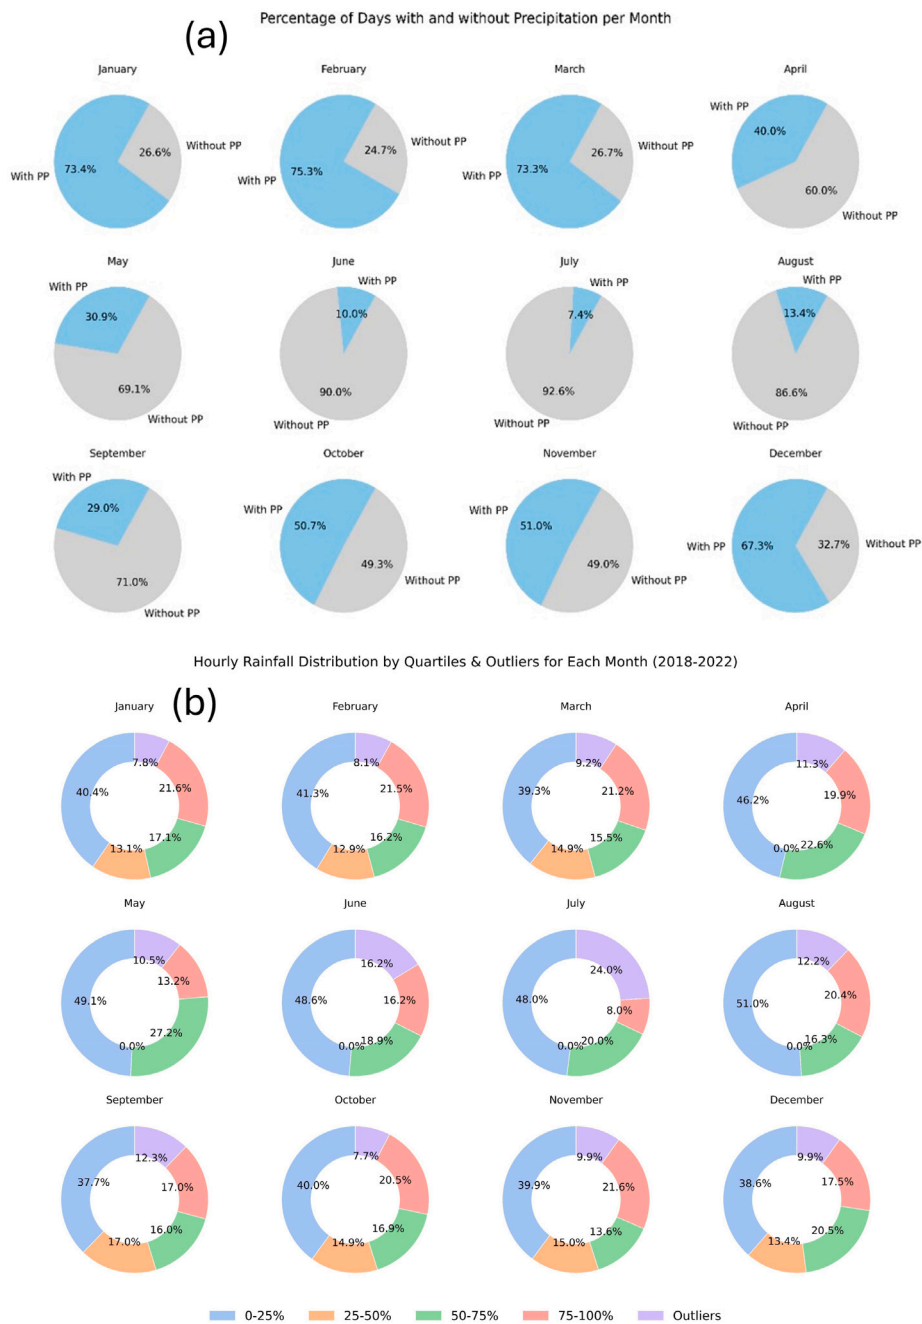 Percentage of Days with and without Precipitation per Month
(a)
January
February
March
April
With PP
73.4%
26.6%
Without PP
With PP
75.3%
24.7%
Without PP
With PP
73.3%
26.7%
Without PP
With PP
40.0%
60.0%
Without PP
May
June
July
August
With PP
30.9%
69.1%
Without PP
With PP
10.0%
90.0%
Without PP
With PP
7.4%
92.6%
Without PP
With PP
13.4%
86.6%
Without PP
September
October
November
December
With PP
29.0%
71.0%
Without PP
With PP
50.7%
49.3%
Without PP
With PP
51.0%
49.0%
Without PP
With PP
67.3%
32.7%
Without PP
Hourly Rainfall Distribution by Quartiles & Outliers for Each Month (2018-2022)
(b)
January
February
March
April
7.8%
40.4%
21.6%
17.1%
13.1%
8.1%
41.3%
21.5%
16.2%
12.9%
9.2%
39.3%
21.2%
15.5%
14.9%
11.3%
46.2%
19.9%
22.6%
0.0%
May
June
July
August
10.5%
49.1%
13.2%
27.2%
0.0%
16.2%
48.6%
16.2%
18.9%
0.0%
24.0%
48.0%
8.0%
20.0%
0.0%
12.2%
51.0%
20.4%
16.3%
0.0%
September
October
November
December
12.3%
37.7%
17.0%
16.0%
17.0%
7.7%
40.0%
20.5%
16.9%
14.9%
9.9%
39.9%
21.6%
13.6%
15.0%
9.9%
38.6%
17.5%
20.5%
13.4%
0-25%
25-50%
50-75%
75-100%
Outliers